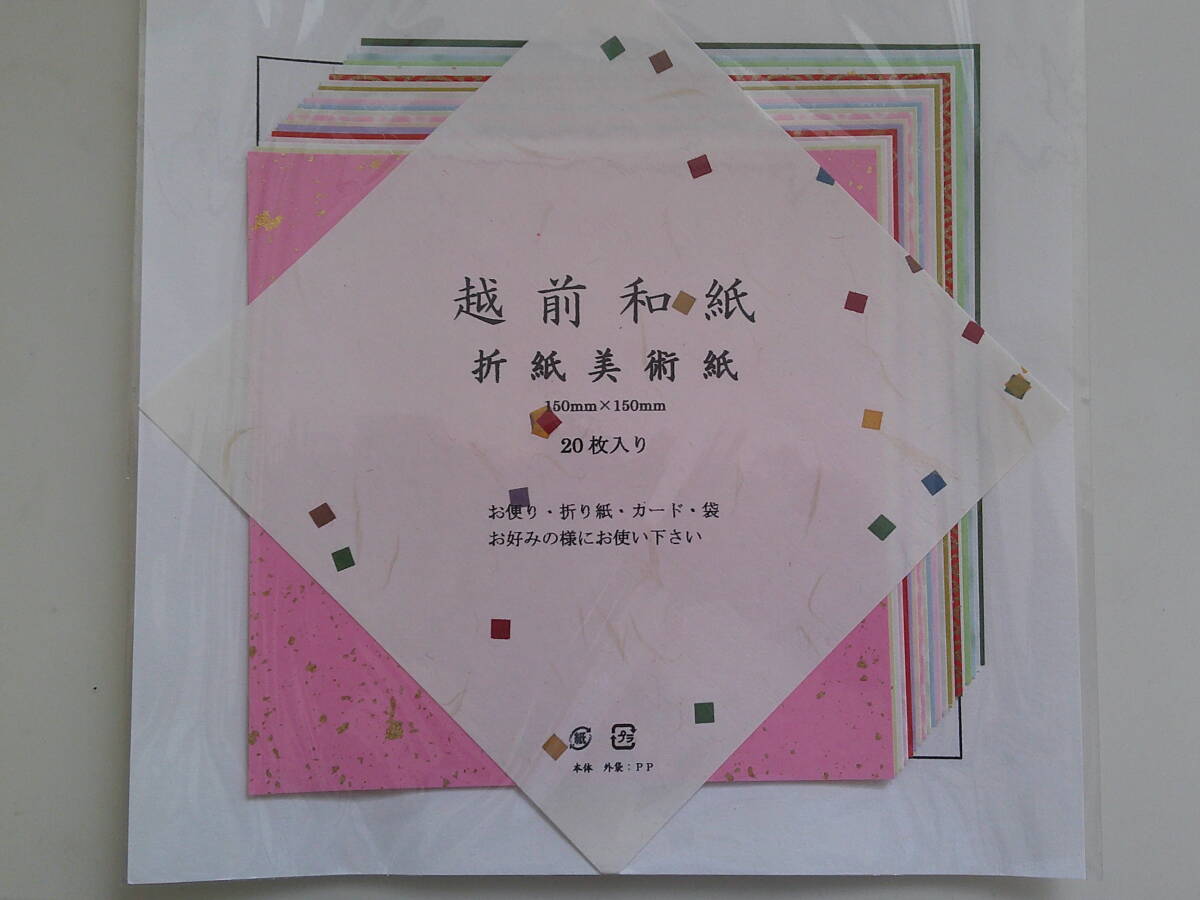 越前和紙
折紙美術紙
150mm×150mm
20枚入り
お便り・折り紙・カード・袋
お好みの様にお使い下さい
紙 プラ
本体 外袋：PP